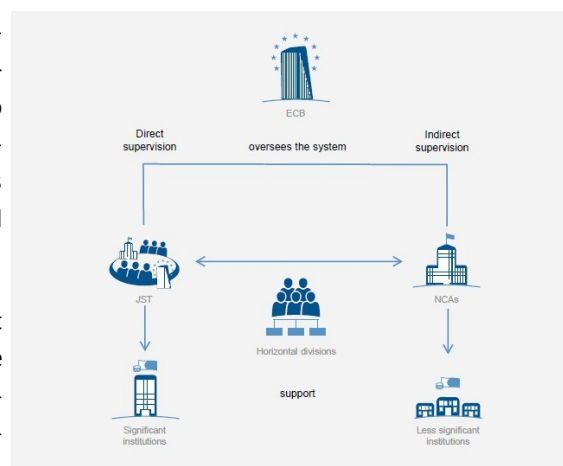 ECB
Direct
supervision
oversees the system
Indirect
supervision
JST
NCAs
Horizontal divisions
support
Significant
institutions
Less significant
institutions